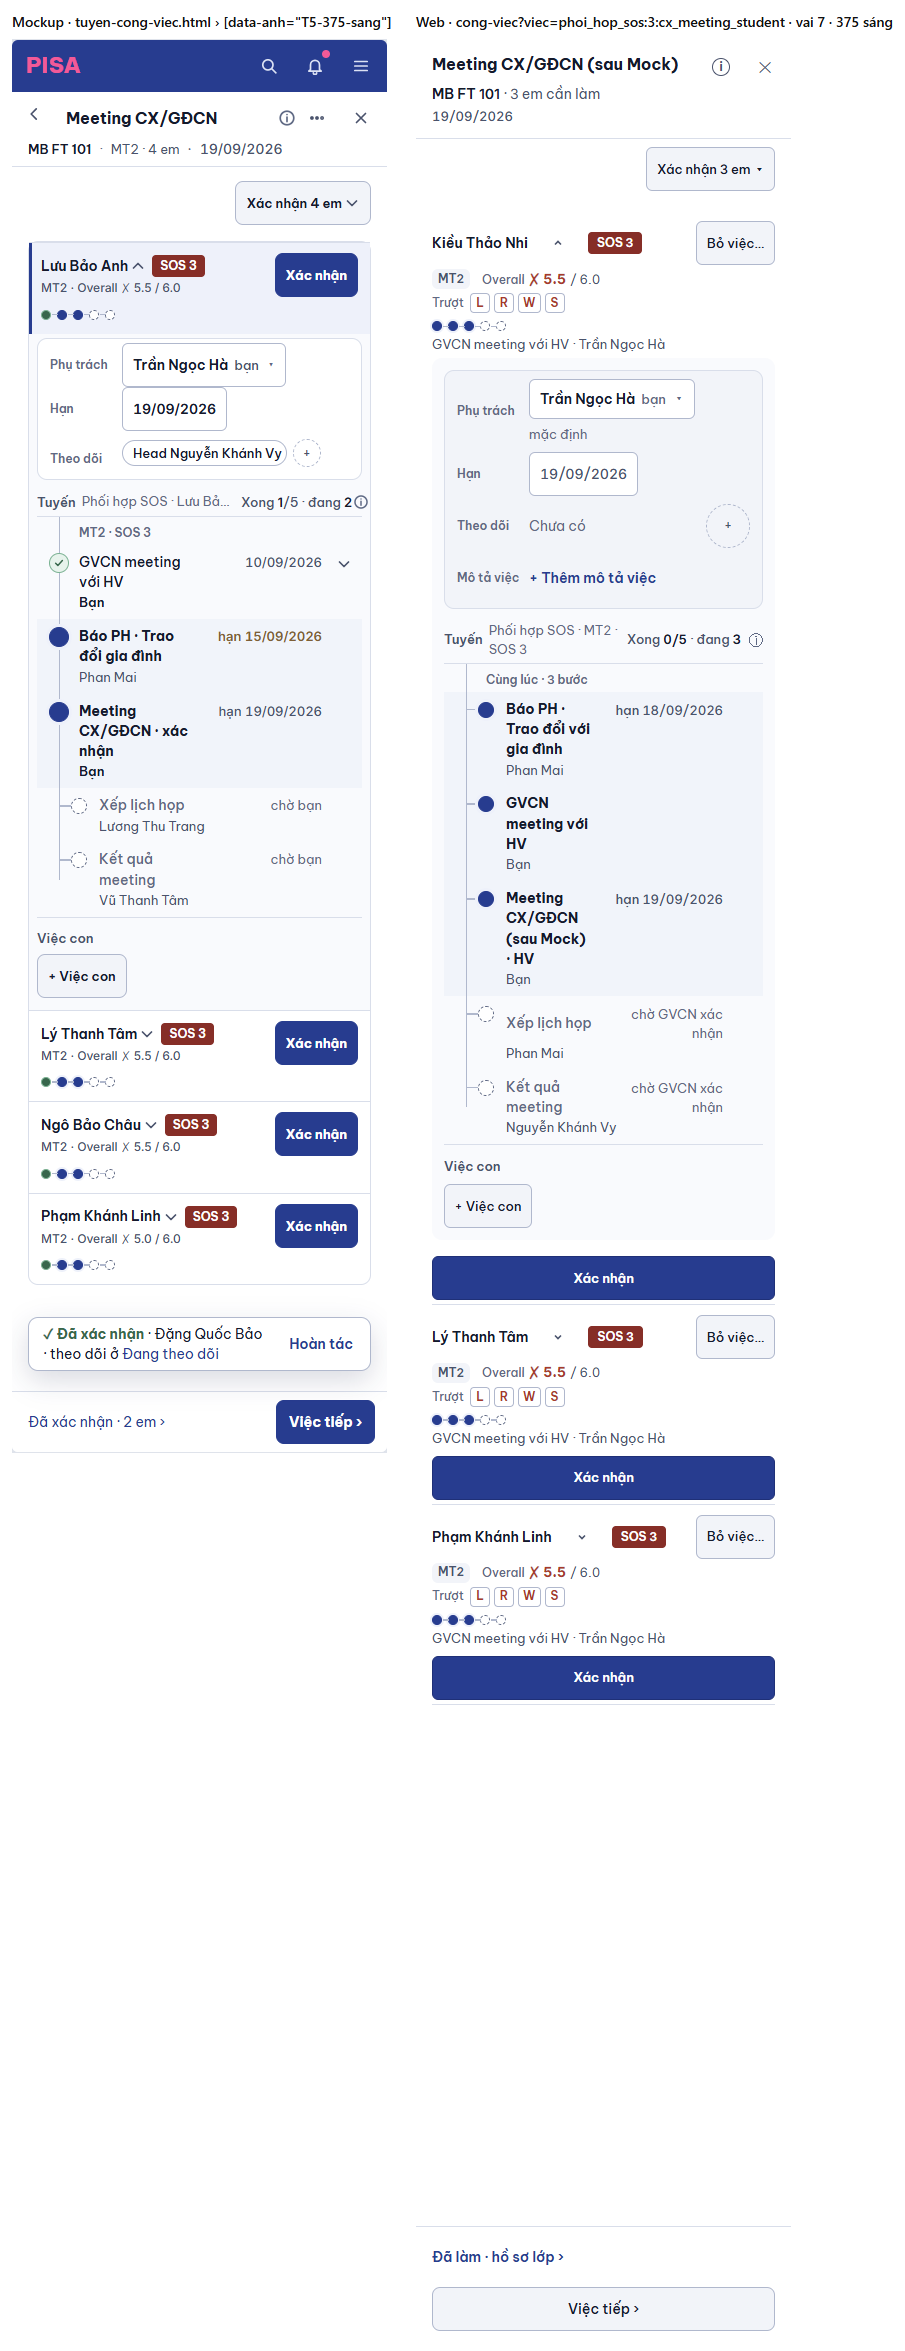 Mockup · tuyen-cong-viec.html › [data-anh="T5-375-sang"]
PISA
Meeting CX/GĐCN
MB FT 101 · MT2 · 4 em · 19/09/2026
Xác nhận 4 em
Lưu Bảo Anh SOS 3
Xác nhận
MT2 · Overall ✗ 5.5 / 6.0
Phụ trách Trần Ngọc Hà bạn
Hạn 19/09/2026
Theo dõi Head Nguyễn Khánh Vy +
Tuyến Phối hợp SOS · Lưu Bả... Xong 1/5 · đang 2
MT2 · SOS 3
GVCN meeting 10/09/2026
với HV
Bạn
Báo PH · Trao hạn 15/09/2026
đổi gia đình
Phan Mai
Meeting hạn 19/09/2026
CX/GĐCN · xác
nhận
Bạn
Xếp lịch họp chờ bạn
Lương Thu Trang
Kết quả chờ bạn
meeting
Vũ Thanh Tâm
Việc con
+ Việc con
Lý Thanh Tâm SOS 3
Xác nhận
MT2 · Overall ✗ 5.5 / 6.0
Ngô Bảo Châu SOS 3
Xác nhận
MT2 · Overall ✗ 5.5 / 6.0
Phạm Khánh Linh SOS 3
Xác nhận
MT2 · Overall ✗ 5.0 / 6.0
✓ Đã xác nhận · Đặng Quốc Bảo
· theo dõi ở Đang theo dõi
Hoàn tác
Đã xác nhận · 2 em ›
Việc tiếp ›
Web · cong-viec?viec=phoi_hop_sos:3:cx_meeting_student · vai 7 · 375 sáng
Meeting CX/GĐCN (sau Mock)
MB FT 101 · 3 em cần làm
19/09/2026
Xác nhận 3 em
Kiều Thảo Nhi SOS 3 Bỏ việc...
MT2 Overall ✗ 5.5 / 6.0
Trượt L R W S
GVCN meeting với HV · Trần Ngọc Hà
Phụ trách Trần Ngọc Hà bạn
mặc định
Hạn 19/09/2026
Theo dõi Chưa có +
Mô tả việc + Thêm mô tả việc
Tuyến Phối hợp SOS · MT2 ·
SOS 3
Xong 0/5 · đang 3
Cùng lúc · 3 bước
Báo PH · hạn 18/09/2026
Trao đổi với
gia đình
Phan Mai
GVCN
meeting với
HV
Bạn
Meeting hạn 19/09/2026
CX/GĐCN
(sau Mock)
· HV
Bạn
Xếp lịch họp
chờ GVCN xác
nhận
Phan Mai
Kết quả
meeting
chờ GVCN xác
nhận
Nguyễn Khánh Vy
Việc con
+ Việc con
Xác nhận
Lý Thanh Tâm SOS 3 Bỏ việc...
MT2 Overall ✗ 5.5 / 6.0
Trượt L R W S
GVCN meeting với HV · Trần Ngọc Hà
Xác nhận
Phạm Khánh Linh SOS 3 Bỏ việc...
MT2 Overall ✗ 5.5 / 6.0
Trượt L R W S
GVCN meeting với HV · Trần Ngọc Hà
Xác nhận
Đã làm · hồ sơ lớp ›
Việc tiếp ›